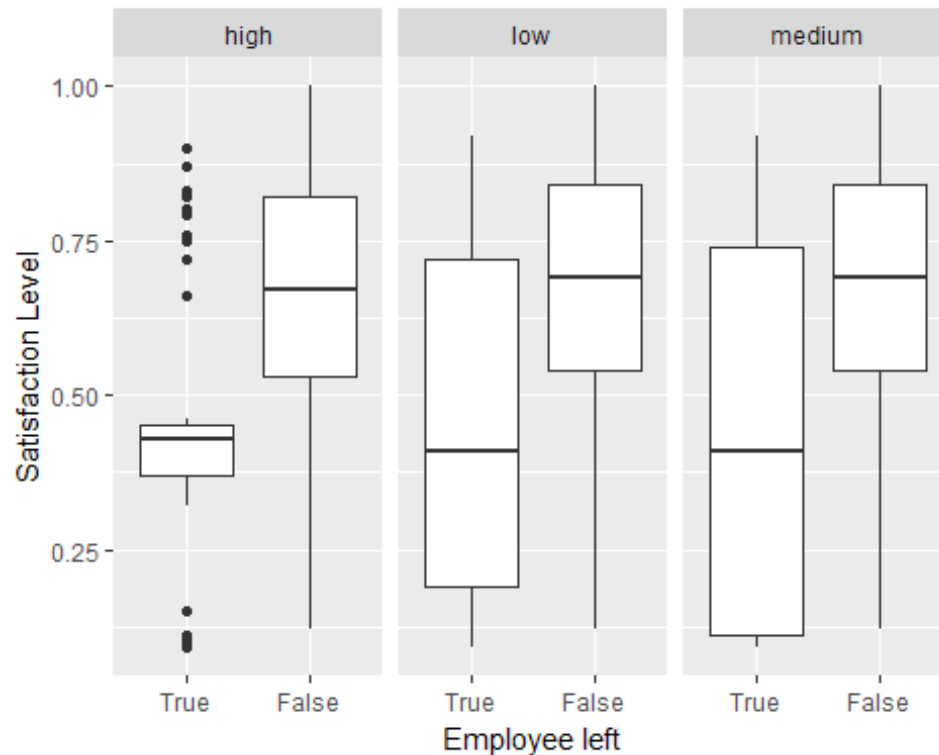 high low medium
1.00
0.75
0.50
0.25
Satisfaction Level
True False True False True False
Employee left